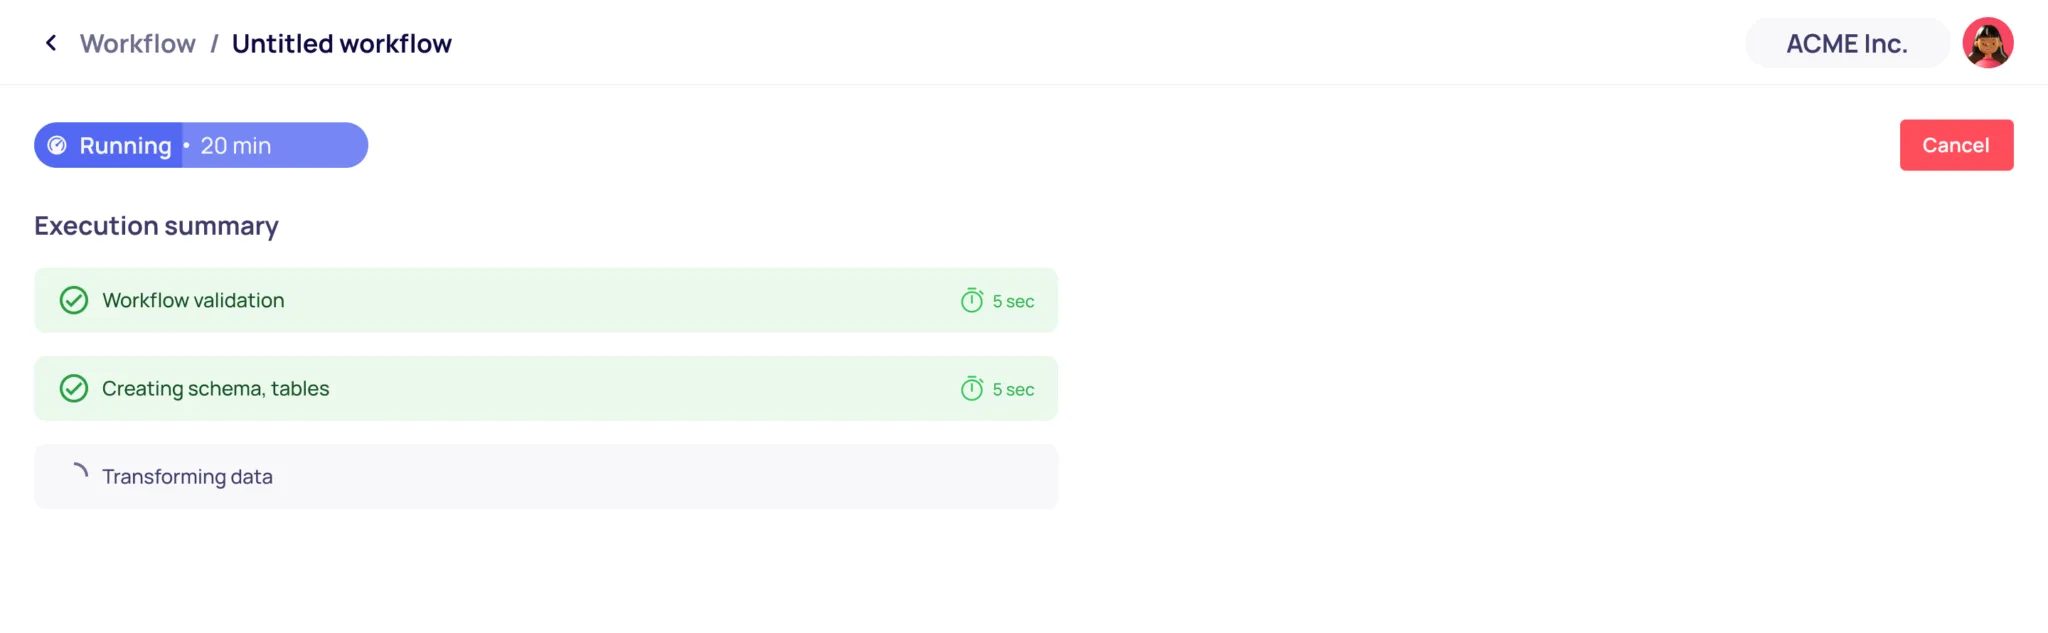 Workflow / Untitled workflow
ACME Inc.
Running • 20 min
Cancel
Execution summary
Workflow validation
5 sec
Creating schema, tables
5 sec
Transforming data